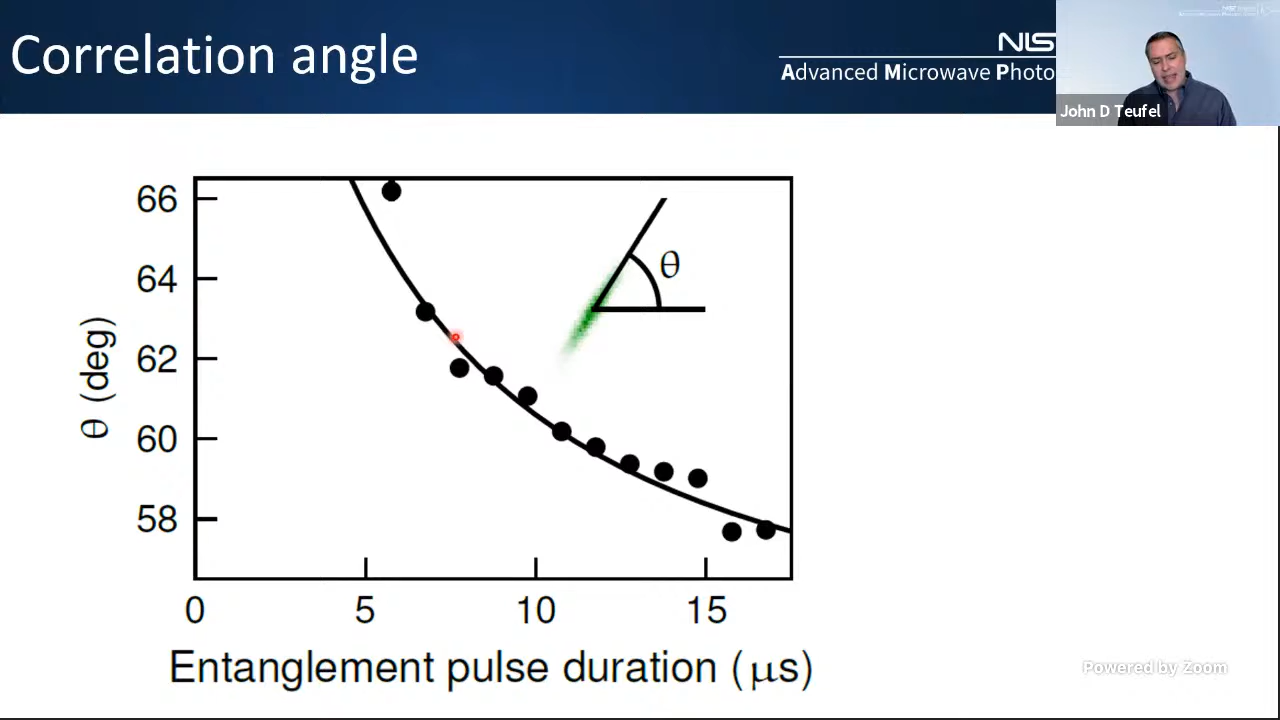 Correlation angle
NIS
Advanced Microwave Photo
John D Teufel
66
64
62
60
58
θ (deg)
θ
0 5 10 15
Entanglement pulse duration (μs)
Powered by Zoom